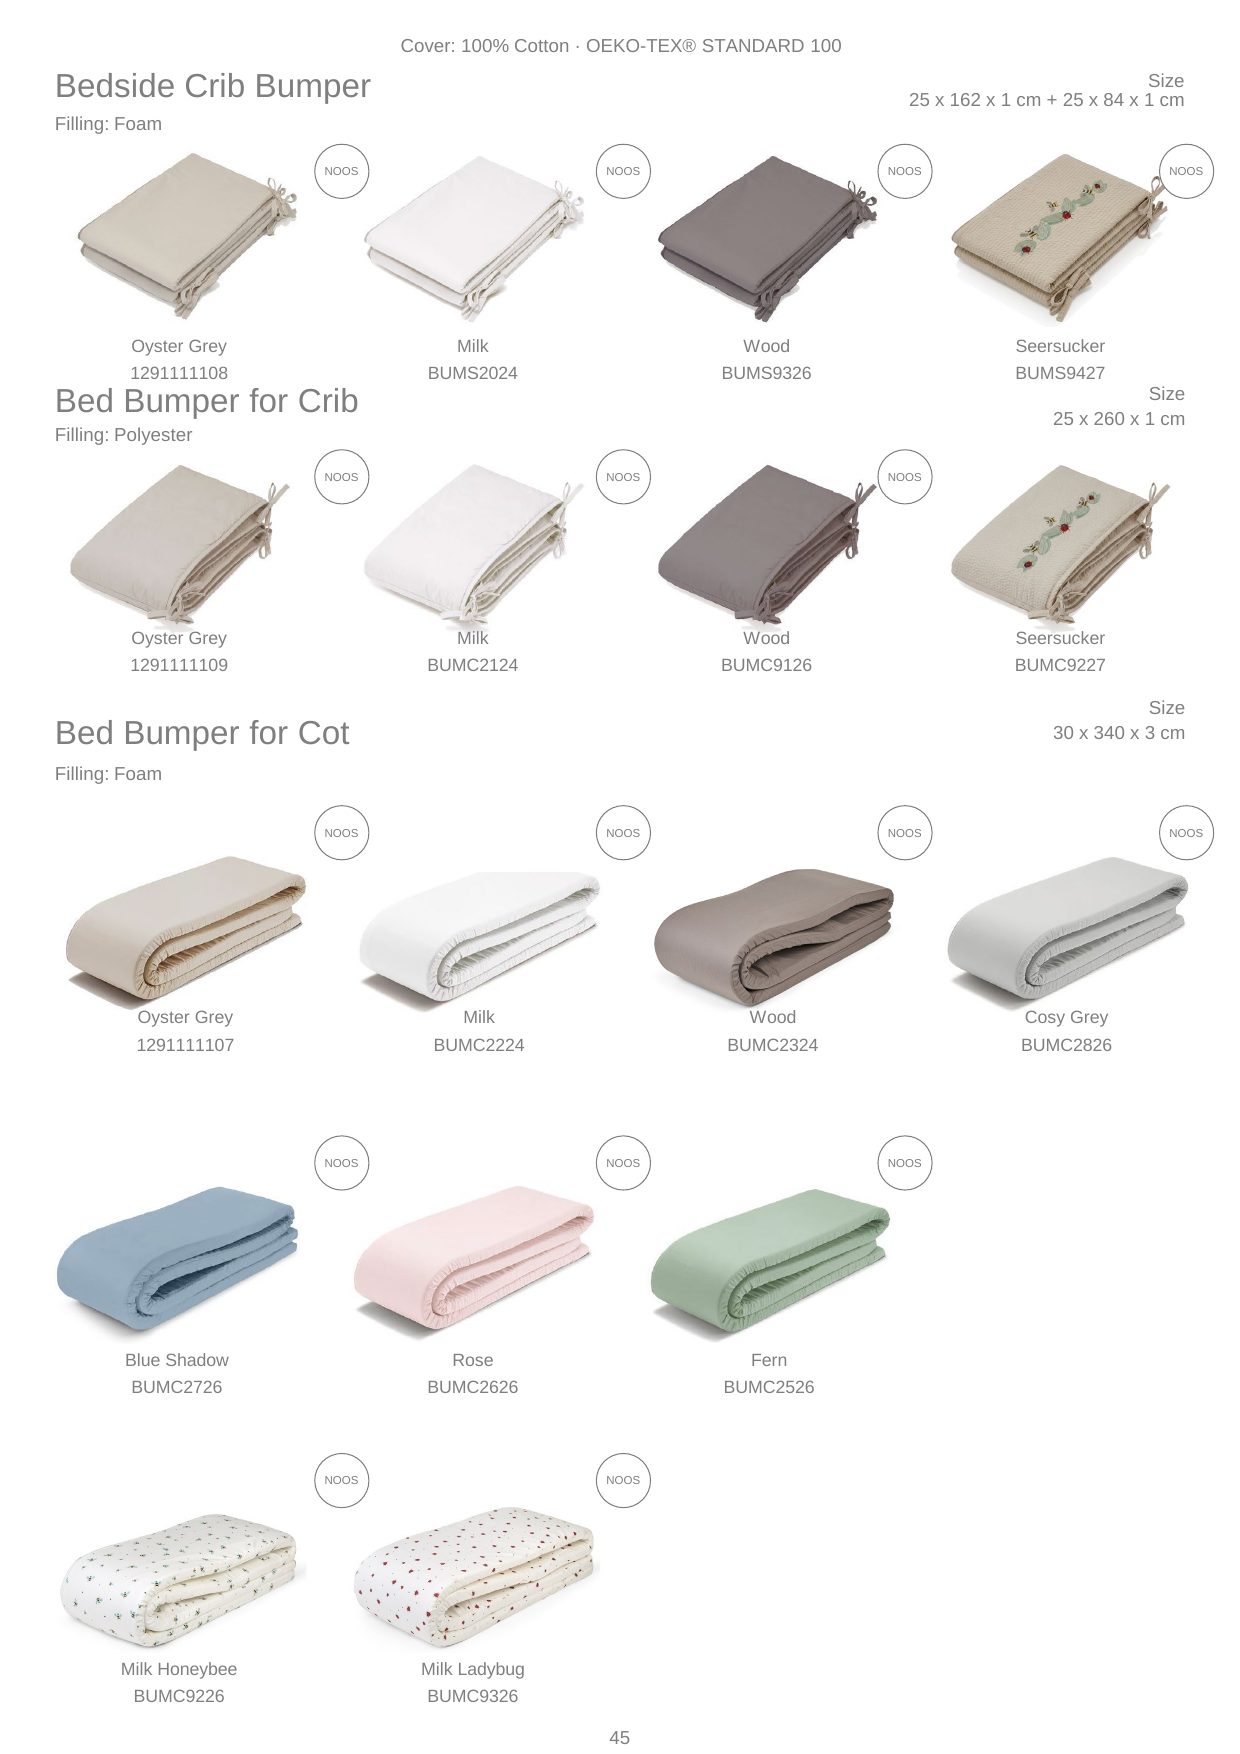 Cover: 100% Cotton · OEKO-TEX® STANDARD 100
Bedside Crib Bumper
Size
25 x 162 x 1 cm + 25 x 84 x 1 cm
Filling: Foam
NOOS
NOOS
NOOS
NOOS
Oyster Grey
1291111108
Milk
BUMS2024
Wood
BUMS9326
Seersucker
BUMS9427
Bed Bumper for Crib
Size
25 x 260 x 1 cm
Filling: Polyester
NOOS
NOOS
NOOS
Oyster Grey
1291111109
Milk
BUMC2124
Wood
BUMC9126
Seersucker
BUMC9227
Bed Bumper for Cot
Size
30 x 340 x 3 cm
Filling: Foam
NOOS
NOOS
NOOS
NOOS
Oyster Grey
1291111107
Milk
BUMC2224
Wood
BUMC2324
Cosy Grey
BUMC2826
NOOS
NOOS
NOOS
Blue Shadow
BUMC2726
Rose
BUMC2626
Fern
BUMC2526
NOOS
NOOS
Milk Honeybee
BUMC9226
Milk Ladybug
BUMC9326
45